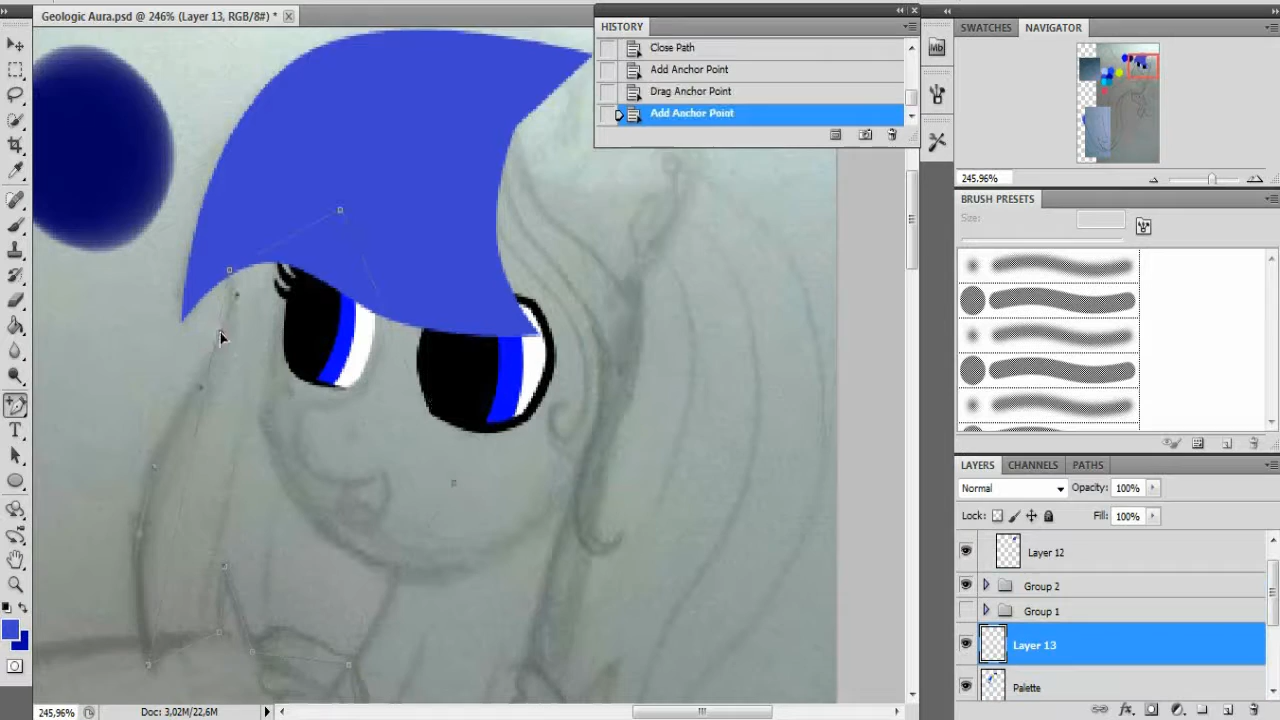 Geologic Aura.psd @ 246% (Layer 13, RGB/8#) *
HISTORY
Close Path
Add Anchor Point
Drag Anchor Point
Add Anchor Point
Mb
SWATCHES
NAVIGATOR
245.96%
BRUSH PRESETS
Size:
LAYERS
CHANNELS
PATHS
Normal
Opacity:
100%
Lock:
Fill:
100%
Layer 12
Group 2
Group 1
Layer 13
Palette
T
245,96%
Doc: 3,02M/22,6M